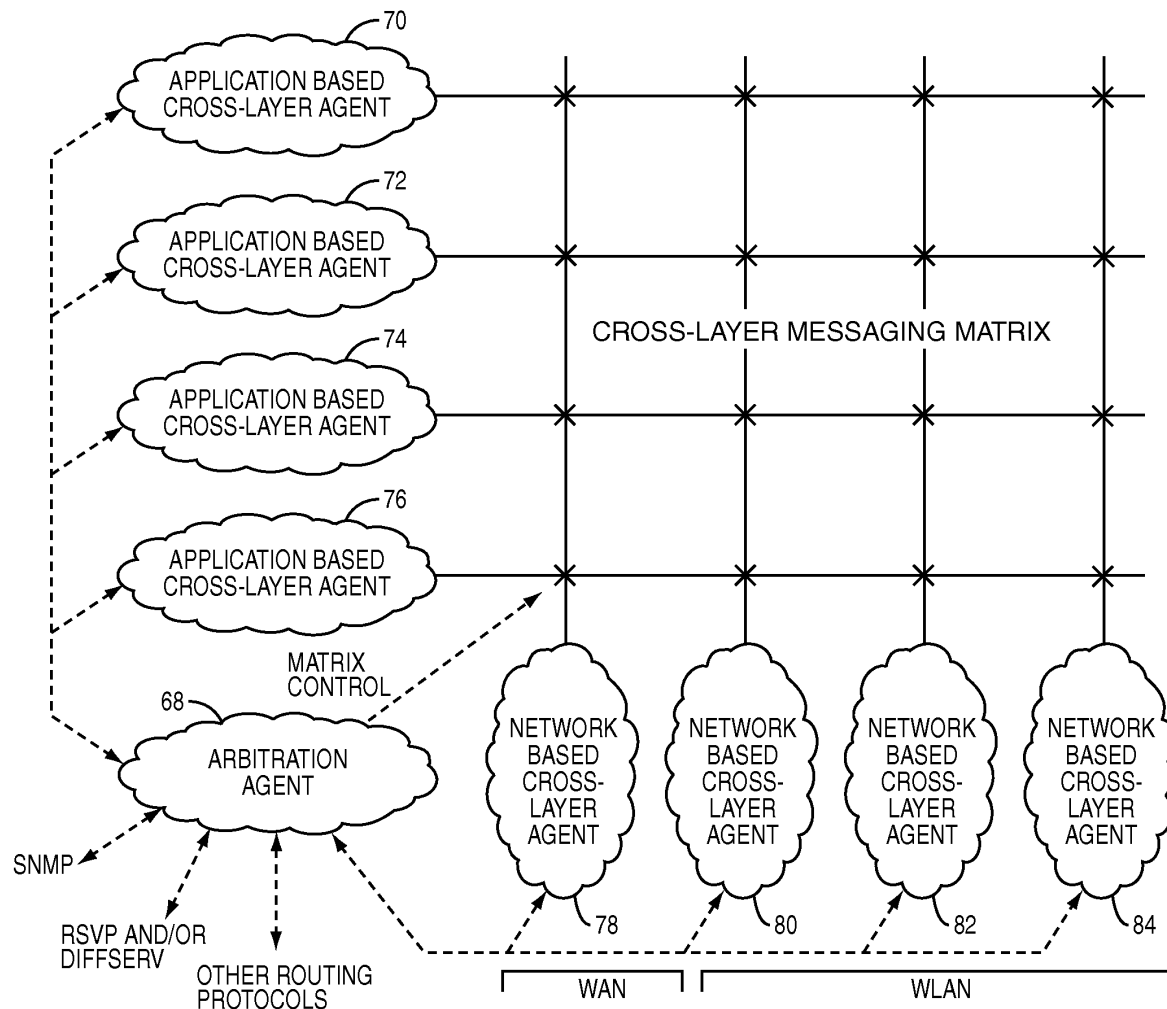 70
APPLICATION BASED
CROSS-LAYER AGENT
72
APPLICATION BASED
CROSS-LAYER AGENT
CROSS-LAYER MESSAGING MATRIX
74
APPLICATION BASED
CROSS-LAYER AGENT
76
APPLICATION BASED
CROSS-LAYER AGENT
MATRIX
CONTROL
68
ARBITRATION
AGENT
NETWORK
BASED
CROSS-
LAYER
AGENT
NETWORK
BASED
CROSS-
LAYER
AGENT
NETWORK
BASED
CROSS-
LAYER
AGENT
NETWORK
BASED
CROSS-
LAYER
AGENT
78
80
82
84
SNMP
RSVP AND/OR
DIFFSERV
OTHER ROUTING
PROTOCOLS
WAN
WLAN